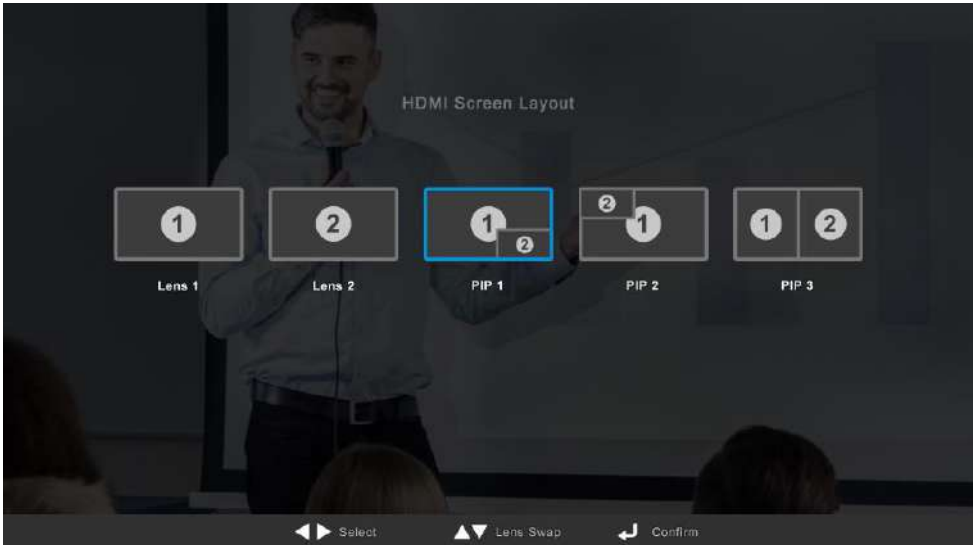 HDMI Screen Layout
1
2
1
2
2
1
1
2
Lens 1
Lens 2
PIP 1
PIP 2
PIP 3
Select
Lens Swap
Confirm